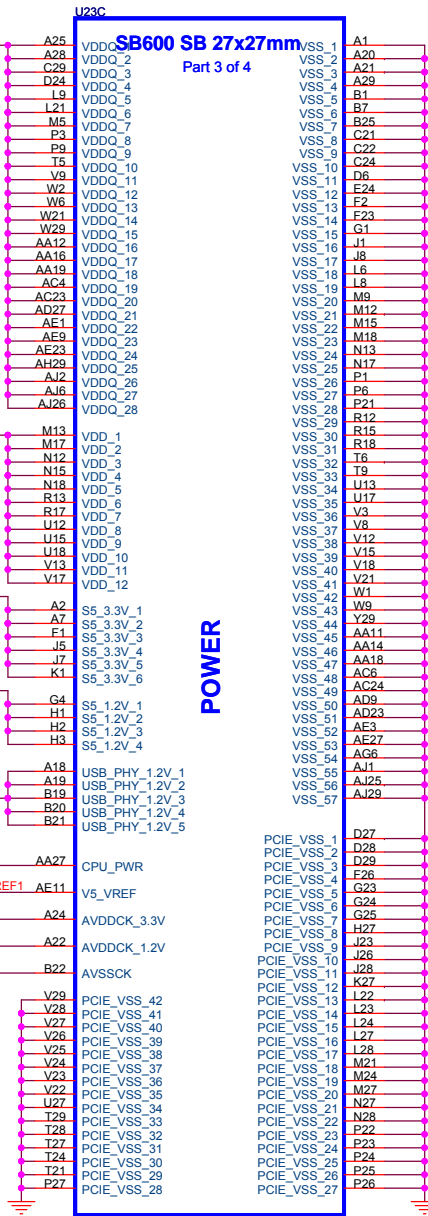 U23C
SB600 SB 27x27mm
Part 3 of 4
A25 VDDQ_1
A28 VDDQ_2
C29 VDDQ_3
D24 VDDQ_4
L9 VDDQ_5
L21 VDDQ_6
M5 VDDQ_7
P3 VDDQ_8
P9 VDDQ_9
T5 VDDQ_10
V9 VDDQ_11
W2 VDDQ_12
W6 VDDQ_13
W21 VDDQ_14
W29 VDDQ_15
AA12 VDDQ_16
AA16 VDDQ_17
AA19 VDDQ_18
AC4 VDDQ_19
AC23 VDDQ_20
AD27 VDDQ_21
AE1 VDDQ_22
AE9 VDDQ_23
AE23 VDDQ_24
AH29 VDDQ_25
AJ2 VDDQ_26
AJ6 VDDQ_27
AJ26 VDDQ_28
M13 VDD_1
M17 VDD_2
N12 VDD_3
N15 VDD_4
N18 VDD_5
R13 VDD_6
R17 VDD_7
U12 VDD_8
U15 VDD_9
U18 VDD_10
V13 VDD_11
V17 VDD_12
A2 S5_3.3V_1
A7 S5_3.3V_2
F1 S5_3.3V_3
J5 S5_3.3V_4
J7 S5_3.3V_5
K1 S5_3.3V_6
G4 S5_1.2V_1
H1 S5_1.2V_2
H2 S5_1.2V_3
H3 S5_1.2V_4
A18 USB_PHY_1.2V_1
A19 USB_PHY_1.2V_2
B19 USB_PHY_1.2V_3
B20 USB_PHY_1.2V_4
B21 USB_PHY_1.2V_5
AA27 CPU_PWR
EF1 AE11 V5_VREF
A24 AVDDCK_3.3V
A22 AVDDCK_1.2V
B22 AVSSCK
V29 PCIE_VSS_42
V28 PCIE_VSS_41
V27 PCIE_VSS_40
V26 PCIE_VSS_39
V25 PCIE_VSS_38
V24 PCIE_VSS_37
V23 PCIE_VSS_36
V22 PCIE_VSS_35
U27 PCIE_VSS_34
T29 PCIE_VSS_33
T28 PCIE_VSS_32
T27 PCIE_VSS_31
T24 PCIE_VSS_30
T21 PCIE_VSS_29
P27 PCIE_VSS_28
POWER
VSS_1 A1
VSS_2 A20
VSS_3 A21
VSS_4 A29
VSS_5 B1
VSS_6 B7
VSS_7 B25
VSS_8 C21
VSS_9 C22
VSS_10 C24
VSS_11 D6
VSS_12 E24
VSS_13 F2
VSS_14 F23
VSS_15 G1
VSS_16 J1
VSS_17 J8
VSS_18 L6
VSS_19 L8
VSS_20 M9
VSS_21 M12
VSS_22 M15
VSS_23 M18
VSS_24 N13
VSS_25 N17
VSS_26 P1
VSS_27 P6
VSS_28 P21
VSS_29 R12
VSS_30 R15
VSS_31 R18
VSS_32 T6
VSS_33 T9
VSS_34 U13
VSS_35 U17
VSS_36 V3
VSS_37 V8
VSS_38 V12
VSS_39 V15
VSS_40 V18
VSS_41 V21
VSS_42 W1
VSS_43 W9
VSS_44 Y29
VSS_45 AA11
VSS_46 AA14
VSS_47 AA18
VSS_48 AC6
VSS_49 AC24
VSS_50 AD9
VSS_51 AD23
VSS_52 AE3
VSS_53 AE27
VSS_54 AG6
VSS_55 AJ1
VSS_56 AJ25
VSS_57 AJ29
PCIE_VSS_1 D27
PCIE_VSS_2 D28
PCIE_VSS_3 D29
PCIE_VSS_4 F26
PCIE_VSS_5 G23
PCIE_VSS_6 G24
PCIE_VSS_7 G25
PCIE_VSS_8 H27
PCIE_VSS_9 J23
PCIE_VSS_10 J26
PCIE_VSS_11 J28
PCIE_VSS_12 K27
PCIE_VSS_13 L22
PCIE_VSS_14 L23
PCIE_VSS_15 L24
PCIE_VSS_16 L27
PCIE_VSS_17 L28
PCIE_VSS_18 M21
PCIE_VSS_19 M24
PCIE_VSS_20 M27
PCIE_VSS_21 N27
PCIE_VSS_22 N28
PCIE_VSS_23 P22
PCIE_VSS_24 P23
PCIE_VSS_25 P24
PCIE_VSS_26 P25
PCIE_VSS_27 P26